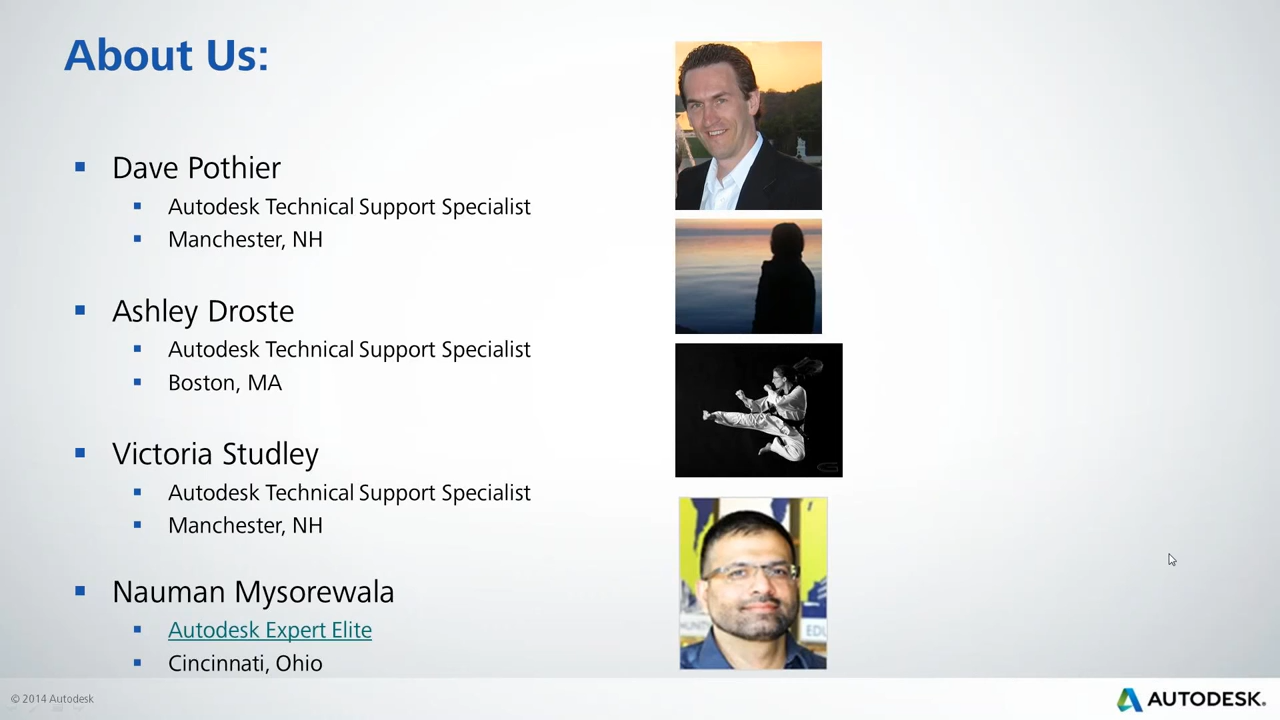 About Us:
Dave Pothier
Autodesk Technical Support Specialist
Manchester, NH
Ashley Droste
Autodesk Technical Support Specialist
Boston, MA
Victoria Studley
Autodesk Technical Support Specialist
Manchester, NH
Nauman Mysorewala
Autodesk Expert Elite
Cincinnati, Ohio
© 2014 Autodesk
AUTODESK.